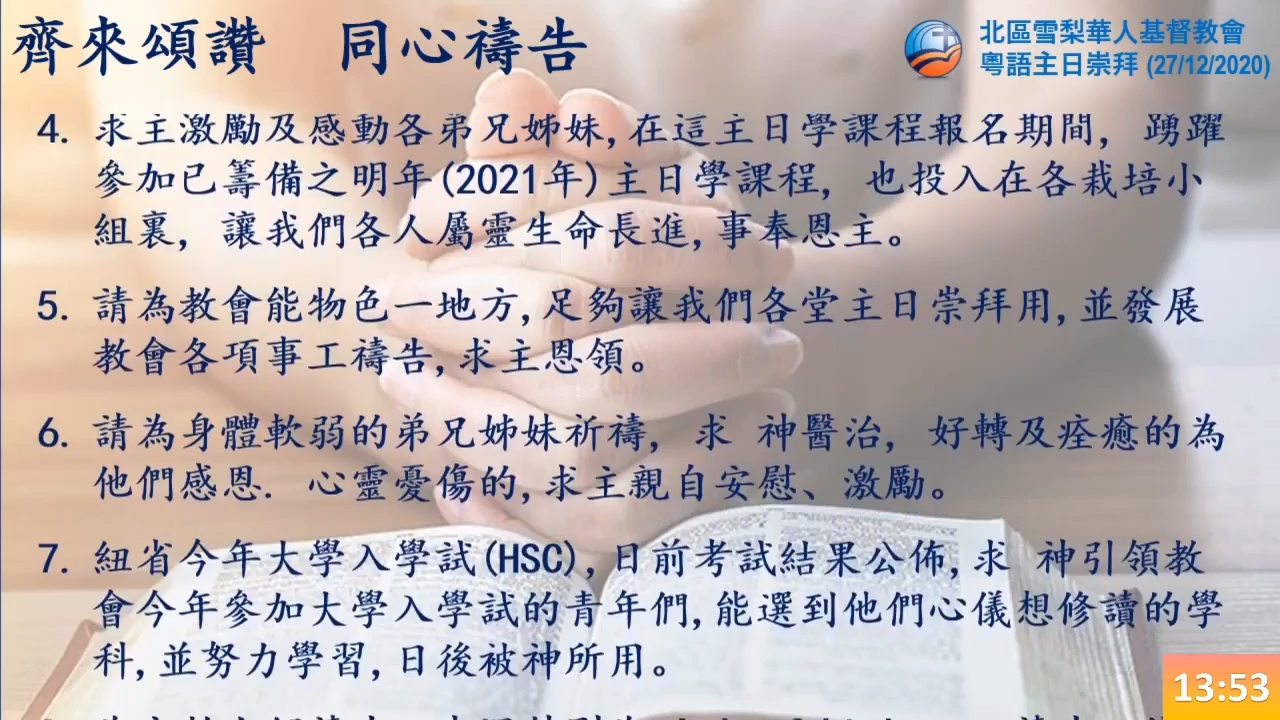 齊來頌讚　同心禱告
北區雪梨華人基督教會
粵語主日崇拜 (27/12/2020)
4. 求主激勵及感動各弟兄姊妹,在這主日學課程報名期間, 踴躍
參加已籌備之明年(2021年)主日學課程, 也投入在各栽培小
組裏, 讓我們各人屬靈生命長進,事奉恩主。
5. 請為教會能物色一地方,足夠讓我們各堂主日崇拜用,並發展
教會各項事工禱告,求主恩領。
6. 請為身體軟弱的弟兄姊妹祈禱, 求 神醫治, 好轉及痊癒的為
他們感恩. 心靈憂傷的,求主親自安慰、激勵。
7. 紐省今年大學入學試(HSC),日前考試結果公佈,求 神引領教
會今年參加大學入學試的青年們,能選到他們心儀想修讀的學
科,並努力學習,日後被神所用。
13:53